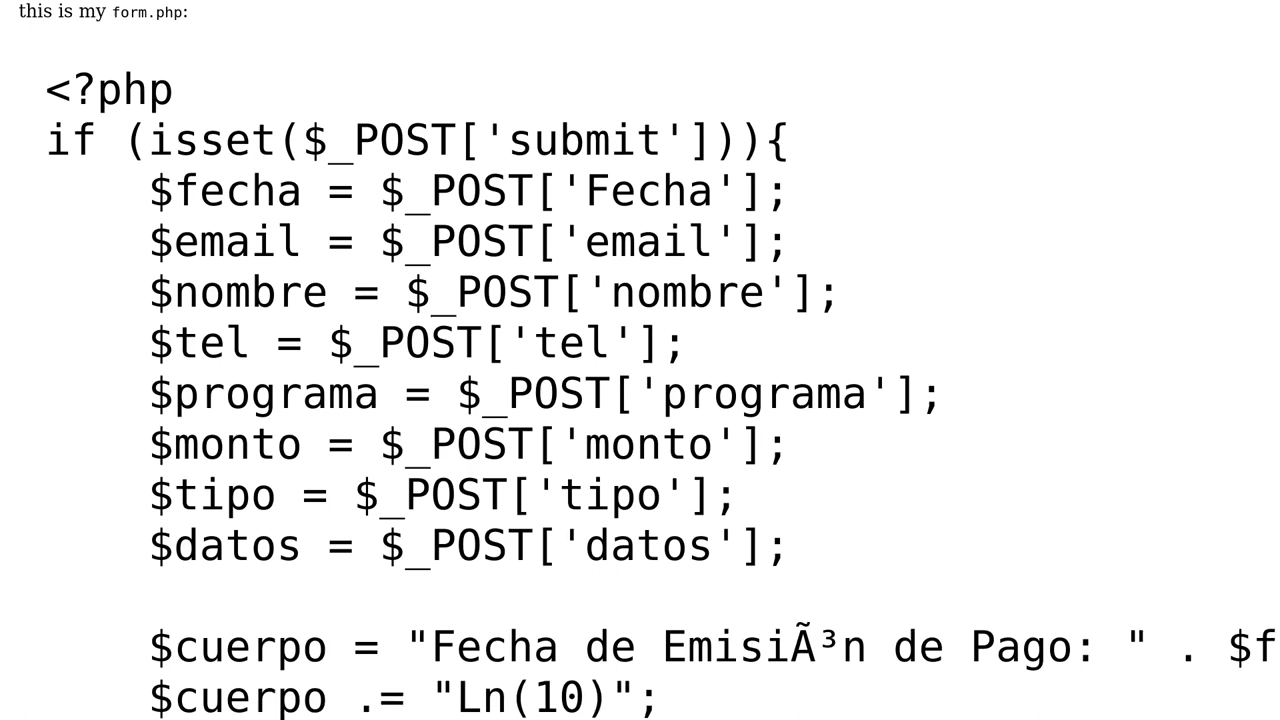 this is my form.php:
<?php
if (isset($_POST['submit'])){
$fecha = $_POST['Fecha'];
$email = $_POST['email'];
$nombre = $_POST['nombre'];
$tel = $_POST['tel'];
$programa = $_POST['programa'];
$monto = $_POST['monto'];
$tipo = $_POST['tipo'];
$datos = $_POST['datos'];
$cuerpo = "Fecha de EmisiÃ³n de Pago: " . $f
$cuerpo .= "Ln(10)";